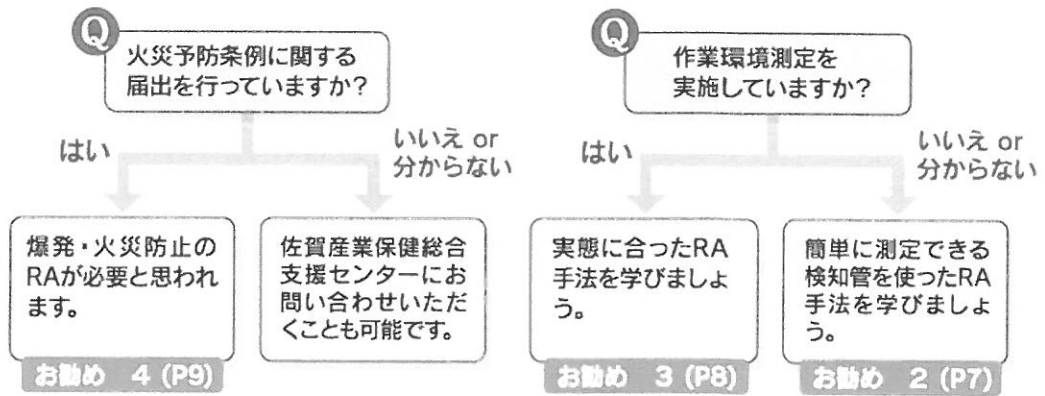 Q
火災予防条例に関する
届出を行っていますか?
はい
いいえ or
分からない
爆発・火災防止の
RAが必要と思われ
ます。
お勧め 4 (P9)
佐賀産業保健総合
支援センターにお
問い合わせいただ
くことも可能です。
Q
作業環境測定を
実施していますか?
はい
いいえ or
分からない
実態に合ったRA
手法を学びましょ
う。
お勧め 3 (P8)
簡単に測定できる
検知管を使ったRA
手法を学びましょ
う。
お勧め 2 (P7)